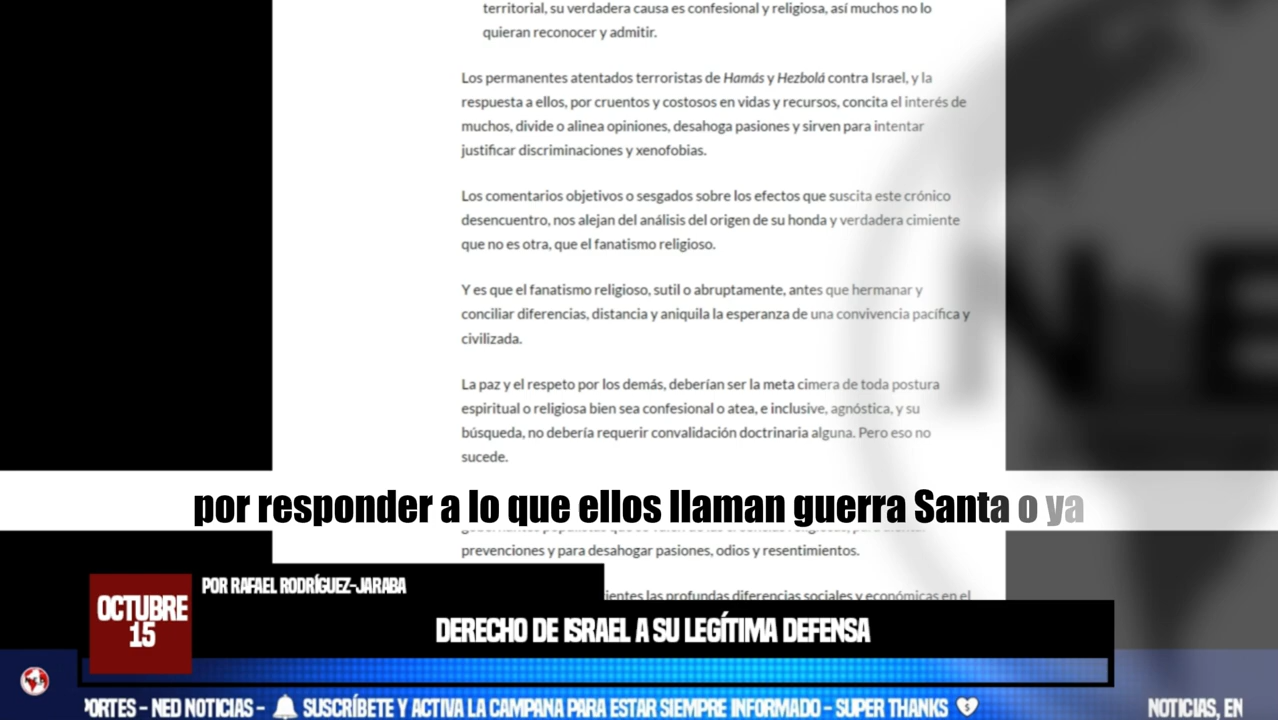 territorial, su verdadera causa es confesional y religiosa, así muchos no lo
quieran reconocer y admitir.
Los permanentes atentados terroristas de Hamás y Hezbolá contra Israel, y la
respuesta a ellos, por cruentos y costosos en vidas y recursos, concita el interés de
muchos, divide o alinea opiniones, desahoga pasiones y sirven para intentar
justificar discriminaciones y xenofobias.
Los comentarios objetivos o sesgados sobre los efectos que suscita este crónico
desencuentro, nos alejan del análisis del origen de su honda y verdadera cimiente
que no es otra, que el fanatismo religioso.
Y es que el fanatismo religioso, sutil o abruptamente, antes que hermanar y
conciliar diferencias, distancia y aniquila la esperanza de una convivencia pacífica y
civilizada.
La paz y el respeto por los demás, deberían ser la meta cimera de toda postura
espiritual o religiosa bien sea confesional o atea, e inclusive, agnóstica, y su
búsqueda, no debería requerir convalidación doctrinaria alguna. Pero eso no
sucede.
por responder a lo que ellos llaman guerra Santa o ya
prevenciones y para desahogar pasiones, odios y resentimientos.
las profundas diferencias sociales y económicas en el
N E
POR RAFAEL RODRÍGUEZ-JARABA
OCTUBRE
15
DERECHO DE ISRAEL A SU LEGÍTIMA DEFENSA
PORTES - NED NOTICIAS - SUSCRÍBETE Y ACTIVA LA CAMPANA PARA ESTAR SIEMPRE INFORMADO - SUPER THANKS NOTICIAS, EN